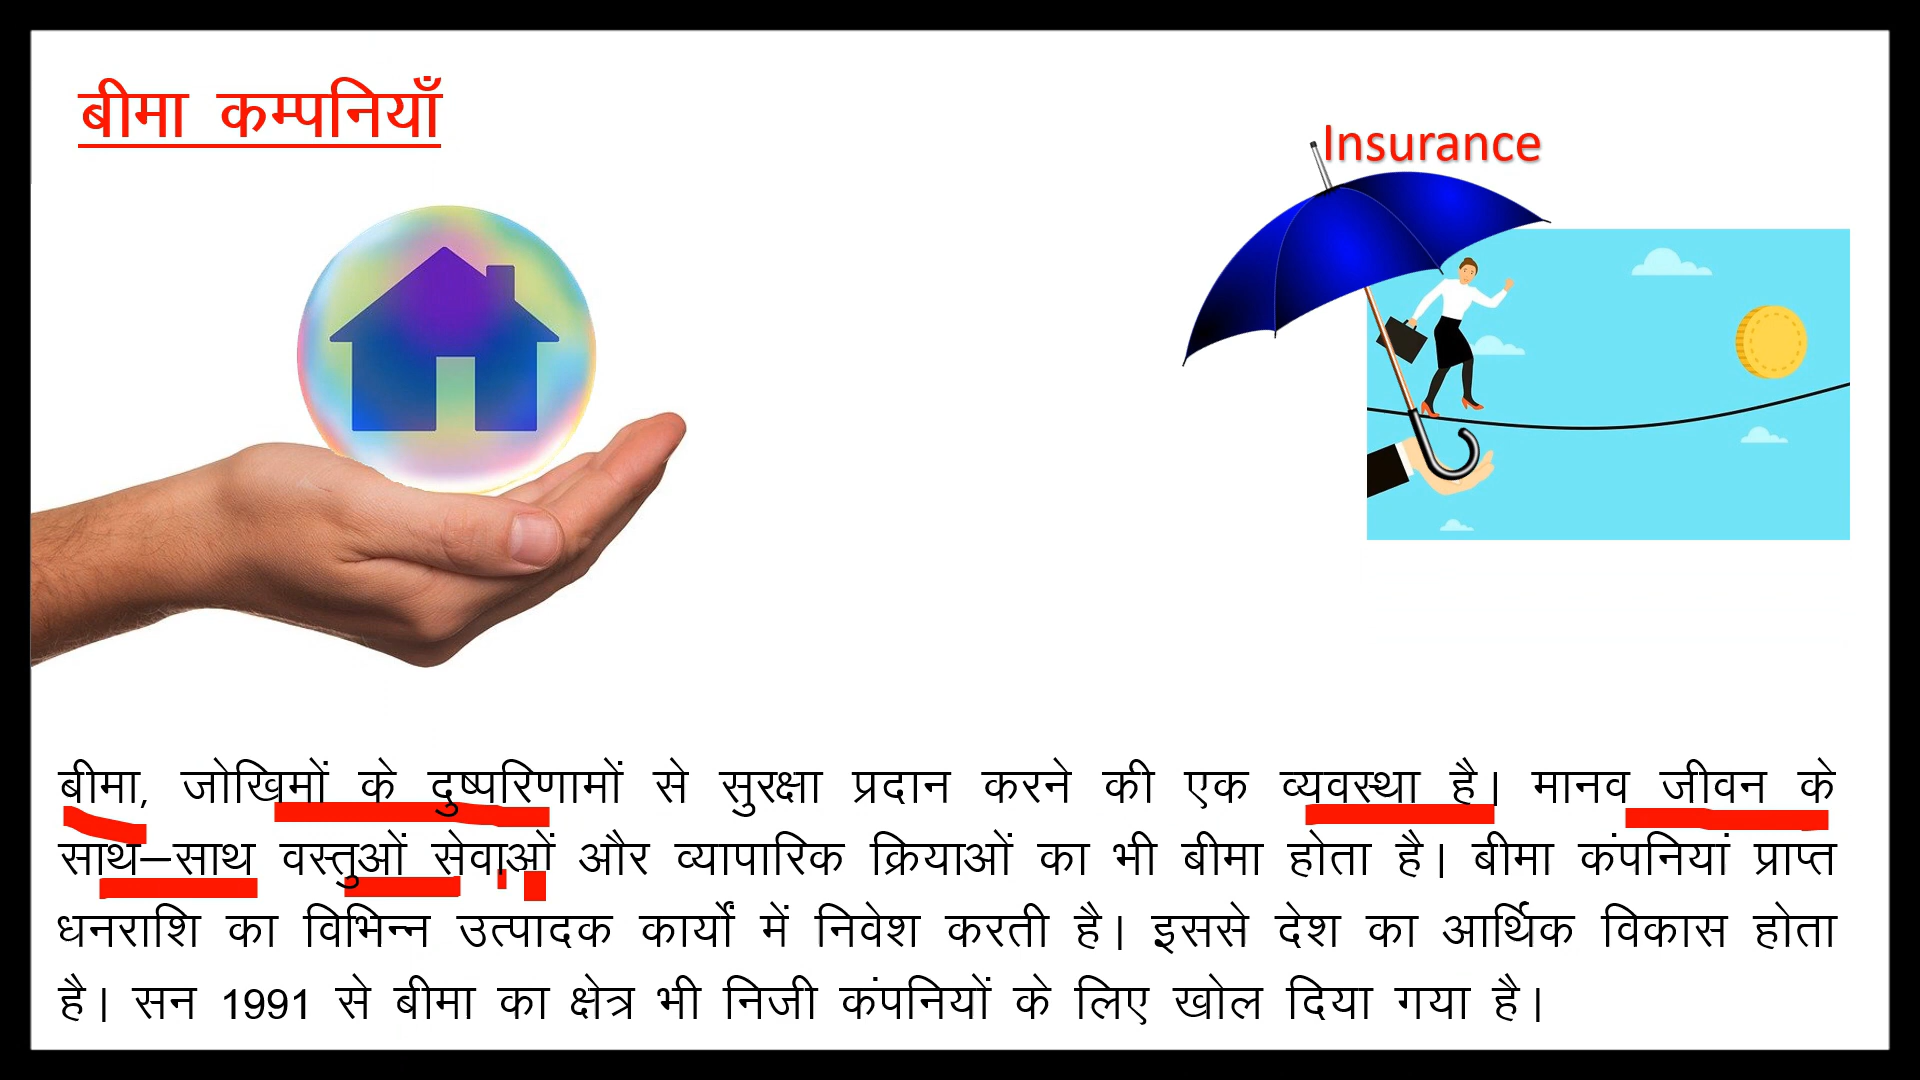 बीमा कम्पनियाँ
Insurance
बीमा, जोखिमों के दुष्परिणामों से सुरक्षा प्रदान करने की एक व्यवस्था है। मानव जीवन के
साथ–साथ वस्तुओं सेवाओं और व्यापारिक क्रियाओं का भी बीमा होता है। बीमा कंपनियां प्राप्त
धनराशि का विभिन्न उत्पादक कार्यों में निवेश करती है। इससे देश का आर्थिक विकास होता
है। सन 1991 से बीमा का क्षेत्र भी निजी कंपनियों के लिए खोल दिया गया है।